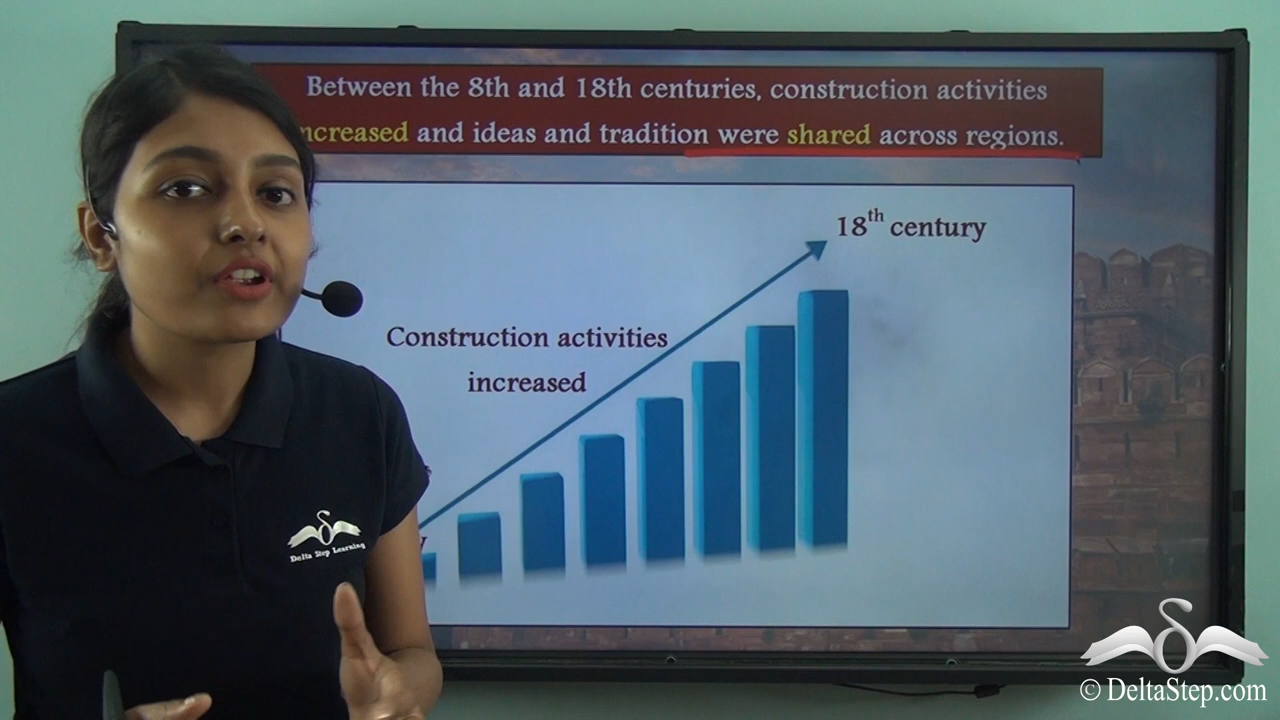 Between the 8th and 18th centuries, construction activities
ncreased and ideas and tradition were shared across regions.
18th century
Construction activities
increased
y
Delta Step Learning
© DeltaStep.com